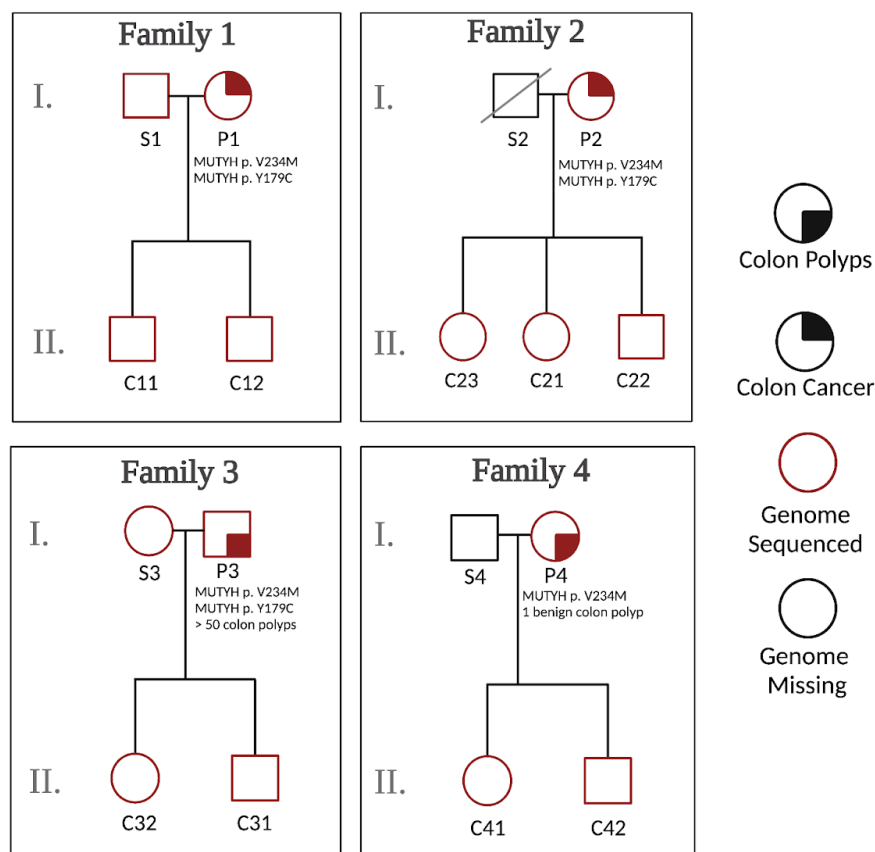 Family 1
I.
S1
P1
MUTYH p. V234M
MUTYH p. Y179C
II.
C11
C12
Family 2
I.
S2
P2
MUTYH p. V234M
MUTYH p. Y179C
II.
C23
C21
C22
Family 3
I.
S3
P3
MUTYH p. V234M
MUTYH p. Y179C
> 50 colon polyps
II.
C32
C31
Family 4
I.
S4
P4
MUTYH p. V234M
1 benign colon polyp
II.
C41
C42
Colon Polyps
Colon Cancer
Genome
Sequenced
Genome
Missing